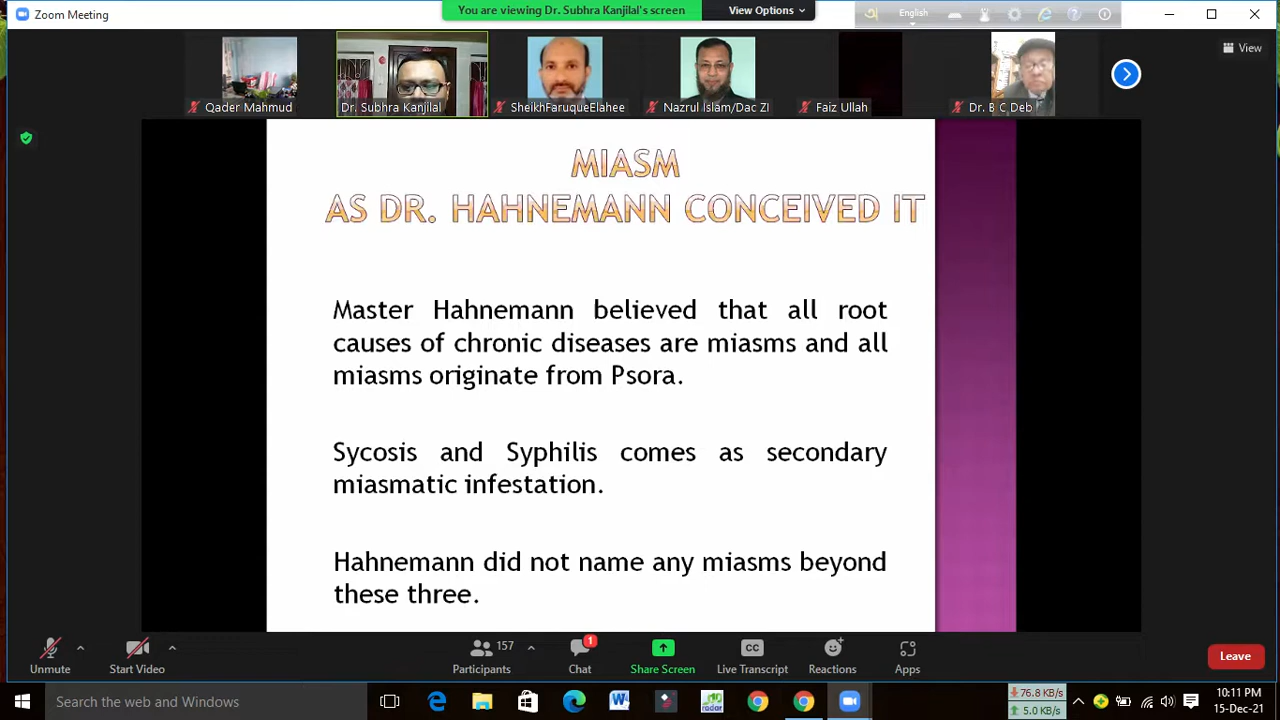 Zoom Meeting
You are viewing Dr. Subhra Kanjilal's screen
View Options
English
View
Qader Mahmud
Dr. Subhra Kanjilal
SheikhFaruqueElahee
Nazrul Islam/Dac ZI
Faiz Ullah
Dr. B C Deb
MIASM
AS DR. HAHNEMANN CONCEIVED IT
Master Hahnemann believed that all root
causes of chronic diseases are miasms and all
miasms originate from Psora.
Sycosis and Syphilis comes as secondary
miasmatic infestation.
Hahnemann did not name any miasms beyond
these three.
Unmute
Start Video
157
Participants
1
Chat
Share Screen
CC
Live Transcript
Reactions
Apps
Leave
Search the web and Windows
radar
76.8 KB/s
5.0 KB/s
10:11 PM
15-Dec-21